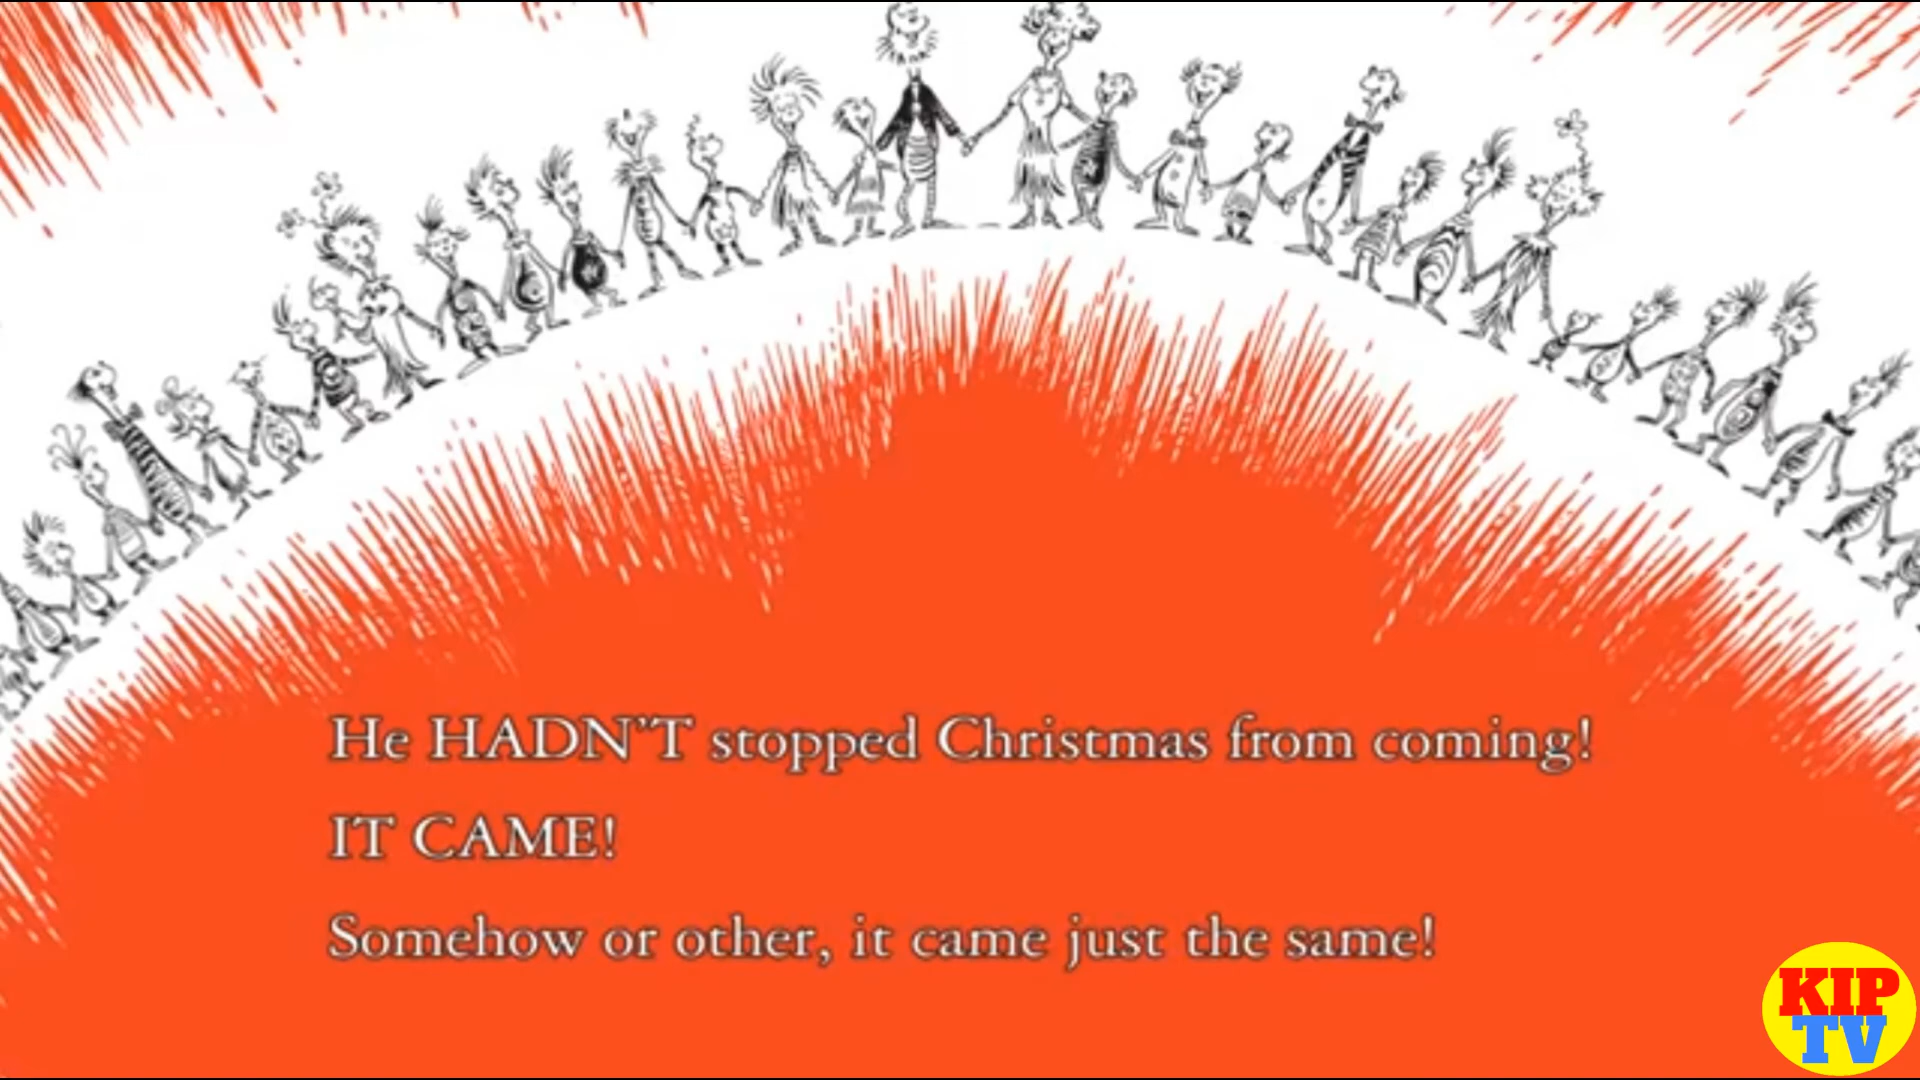 He HADN'T stopped Christmas from coming!
IT CAME!
Somehow or other, it came just the same!
KIP
TV